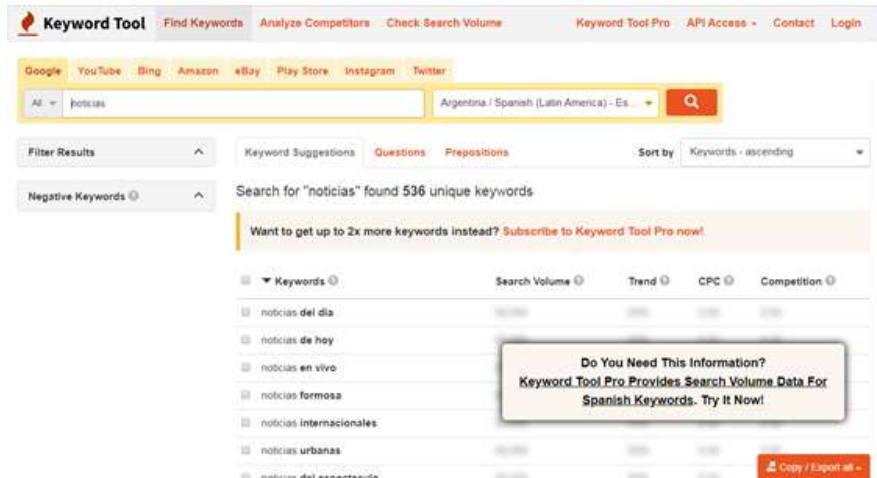 Keyword Tool Find Keywords Analyze Competitors Check Search Volume Keyword Tool Pro API Access Contact Login
Google YouTube Bing Amazon eBay Play Store Instagram Twitter
All noticias Argentina / Spanish (Latin America) - Es...
Filter Results Keyword Suggestions Questions Prepositions Sort by Keywords - ascending
Negative Keywords
Search for "noticias" found 536 unique keywords
Want to get up to 2x more keywords instead? Subscribe to Keyword Tool Pro now!
Keywords Search Volume Trend CPC Competition
noticias del dia
noticias de hoy
noticias en vivo
noticias formosa
noticias internacionales
noticias urbanas
noticias del espectaculo
Do You Need This Information?
Keyword Tool Pro Provides Search Volume Data For
Spanish Keywords. Try It Now!
Copy / Export all